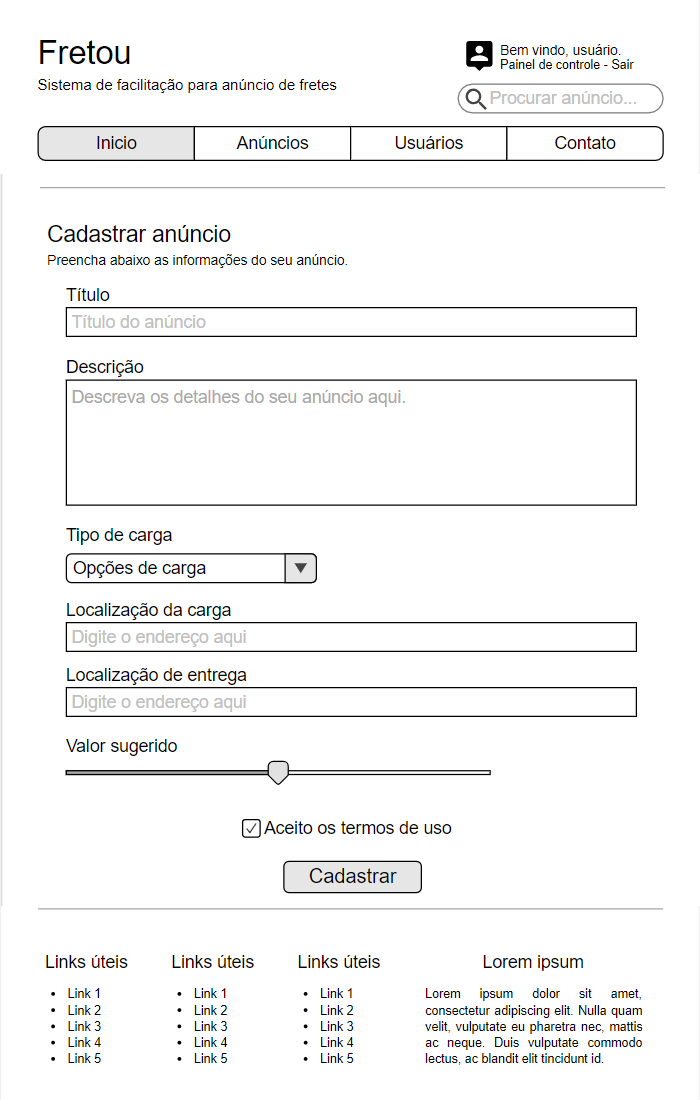 Fretou
Sistema de facilitação para anúncio de fretes
Bem vindo, usuário.
Painel de controle - Sair
Procurar anúncio...
Inicio
Anúncios
Usuários
Contato
Cadastrar anúncio
Preencha abaixo as informações do seu anúncio.
Título
Título do anúncio
Descrição
Descreva os detalhes do seu anúncio aqui.
Tipo de carga
Opções de carga
Localização da carga
Digite o endereço aqui
Localização de entrega
Digite o endereço aqui
Valor sugerido
Aceito os termos de uso
Cadastrar
Links úteis
Link 1
Link 2
Link 3
Link 4
Link 5
Links úteis
Link 1
Link 2
Link 3
Link 4
Link 5
Links úteis
Link 1
Link 2
Link 3
Link 4
Link 5
Lorem ipsum
Lorem ipsum dolor sit amet,
consectetur adipiscing elit. Nulla quam
velit, vulputate eu pharetra nec, mattis
ac neque. Duis vulputate commodo
lectus, ac blandit elit tincidunt id.